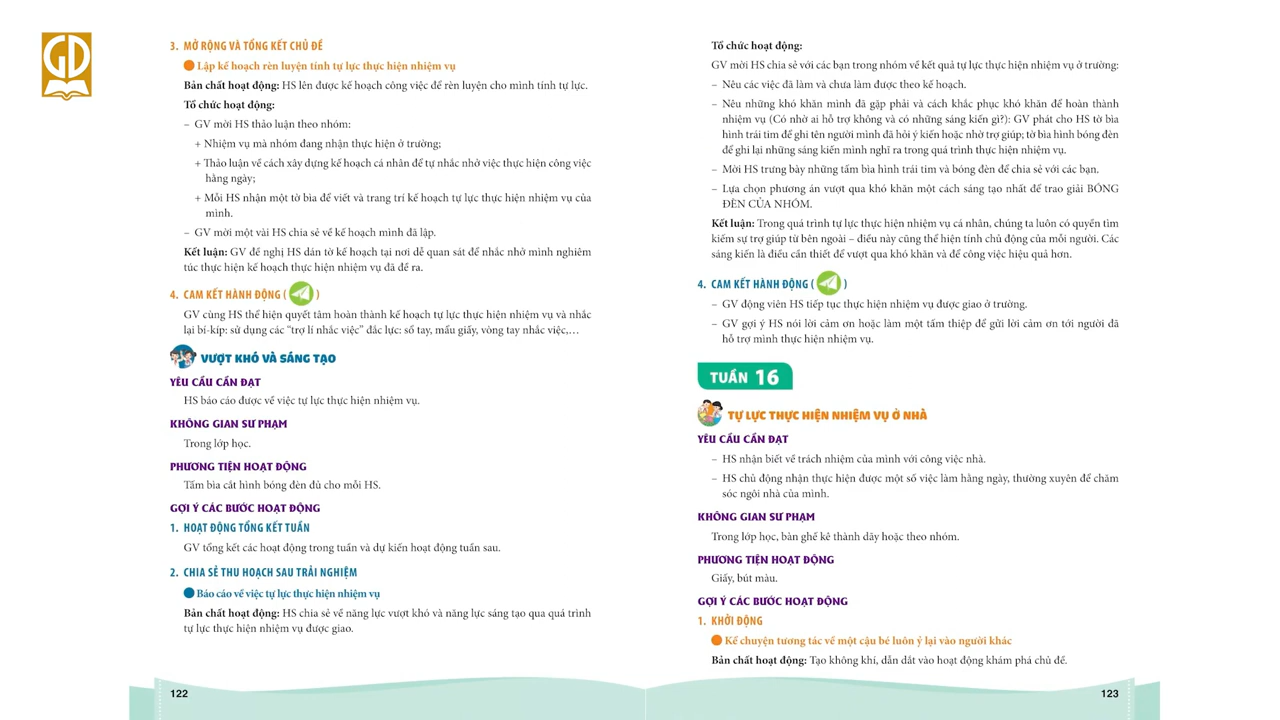 GD
3. MỞ RỘNG VÀ TỔNG KẾT CHỦ ĐỀ
Lập kế hoạch rèn luyện tính tự lực thực hiện nhiệm vụ
Bản chất hoạt động: HS lên được kế hoạch công việc để rèn luyện cho mình tính tự lực.
Tổ chức hoạt động:
– GV mời HS thảo luận theo nhóm:
+ Nhiệm vụ mà nhóm đang nhận thực hiện ở trường;
+ Thảo luận về cách xây dựng kế hoạch cá nhân để tự nhắc nhở việc thực hiện công việc
hằng ngày;
+ Mỗi HS nhận một tờ bìa để viết và trang trí kế hoạch tự lực thực hiện nhiệm vụ của
mình.
– GV mời một vài HS chia sẻ về kế hoạch mình đã lập.
Kết luận: GV đề nghị HS dán tờ kế hoạch tại nơi dễ quan sát để nhắc nhở mình nghiêm
túc thực hiện kế hoạch thực hiện nhiệm vụ đã đề ra.
4. CAM KẾT HÀNH ĐỘNG ( )
GV cùng HS thể hiện quyết tâm hoàn thành kế hoạch tự lực thực hiện nhiệm vụ và nhắc
lại bí-kíp: sử dụng các “trợ lí nhắc việc” đắc lực: sổ tay, mẩu giấy, vòng tay nhắc việc,…
VƯỢT KHÓ VÀ SÁNG TẠO
YÊU CẦU CẦN ĐẠT
HS báo cáo được về việc tự lực thực hiện nhiệm vụ.
KHÔNG GIAN SƯ PHẠM
Trong lớp học.
PHƯƠNG TIỆN HOẠT ĐỘNG
Tấm bìa cắt hình bóng đèn đủ cho mỗi HS.
GỢI Ý CÁC BƯỚC HOẠT ĐỘNG
1. HOẠT ĐỘNG TỔNG KẾT TUẦN
GV tổng kết các hoạt động trong tuần và dự kiến hoạt động tuần sau.
2. CHIA SẺ THU HOẠCH SAU TRẢI NGHIỆM
Báo cáo về việc tự lực thực hiện nhiệm vụ
Bản chất hoạt động: HS chia sẻ về năng lực vượt khó và năng lực sáng tạo qua quá trình
tự lực thực hiện nhiệm vụ được giao.
122
Tổ chức hoạt động:
GV mời HS chia sẻ với các bạn trong nhóm về kết quả tự lực thực hiện nhiệm vụ ở trường:
– Nêu các việc đã làm và chưa làm được theo kế hoạch.
– Nêu những khó khăn mình đã gặp phải và cách khắc phục khó khăn để hoàn thành
nhiệm vụ (Có nhờ ai hỗ trợ không và có những sáng kiến gì?): GV phát cho HS tờ bìa
hình trái tim để ghi tên người mình đã hỏi ý kiến hoặc nhờ trợ giúp; tờ bìa hình bóng đèn
để ghi lại những sáng kiến mình nghĩ ra trong quá trình thực hiện nhiệm vụ.
– Mời HS trưng bày những tấm bìa hình trái tim và bóng đèn để chia sẻ với các bạn.
– Lựa chọn phương án vượt qua khó khăn một cách sáng tạo nhất để trao giải BÓNG
ĐÈN CỦA NHÓM.
Kết luận: Trong quá trình tự lực thực hiện nhiệm vụ cá nhân, chúng ta luôn có quyền tìm
kiếm sự trợ giúp từ bên ngoài – điều này cũng thể hiện tính chủ động của mỗi người. Các
sáng kiến là điều cần thiết để vượt qua khó khăn và để công việc hiệu quả hơn.
4. CAM KẾT HÀNH ĐỘNG ( )
– GV động viên HS tiếp tục thực hiện nhiệm vụ được giao ở trường.
– GV gợi ý HS nói lời cảm ơn hoặc làm một tấm thiệp để gửi lời cảm ơn tới người đã
hỗ trợ mình thực hiện nhiệm vụ.
TUẦN 16
TỰ LỰC THỰC HIỆN NHIỆM VỤ Ở NHÀ
YÊU CẦU CẦN ĐẠT
– HS nhận biết về trách nhiệm của mình với công việc nhà.
– HS chủ động nhận thực hiện được một số việc làm hằng ngày, thường xuyên để chăm
sóc ngôi nhà của mình.
KHÔNG GIAN SƯ PHẠM
Trong lớp học, bàn ghế kê thành dãy hoặc theo nhóm.
PHƯƠNG TIỆN HOẠT ĐỘNG
Giấy, bút màu.
GỢI Ý CÁC BƯỚC HOẠT ĐỘNG
1. KHỞI ĐỘNG
Kể chuyện tương tác về một cậu bé luôn ỷ lại vào người khác
Bản chất hoạt động: Tạo không khí, dẫn dắt vào hoạt động khám phá chủ đề.
123